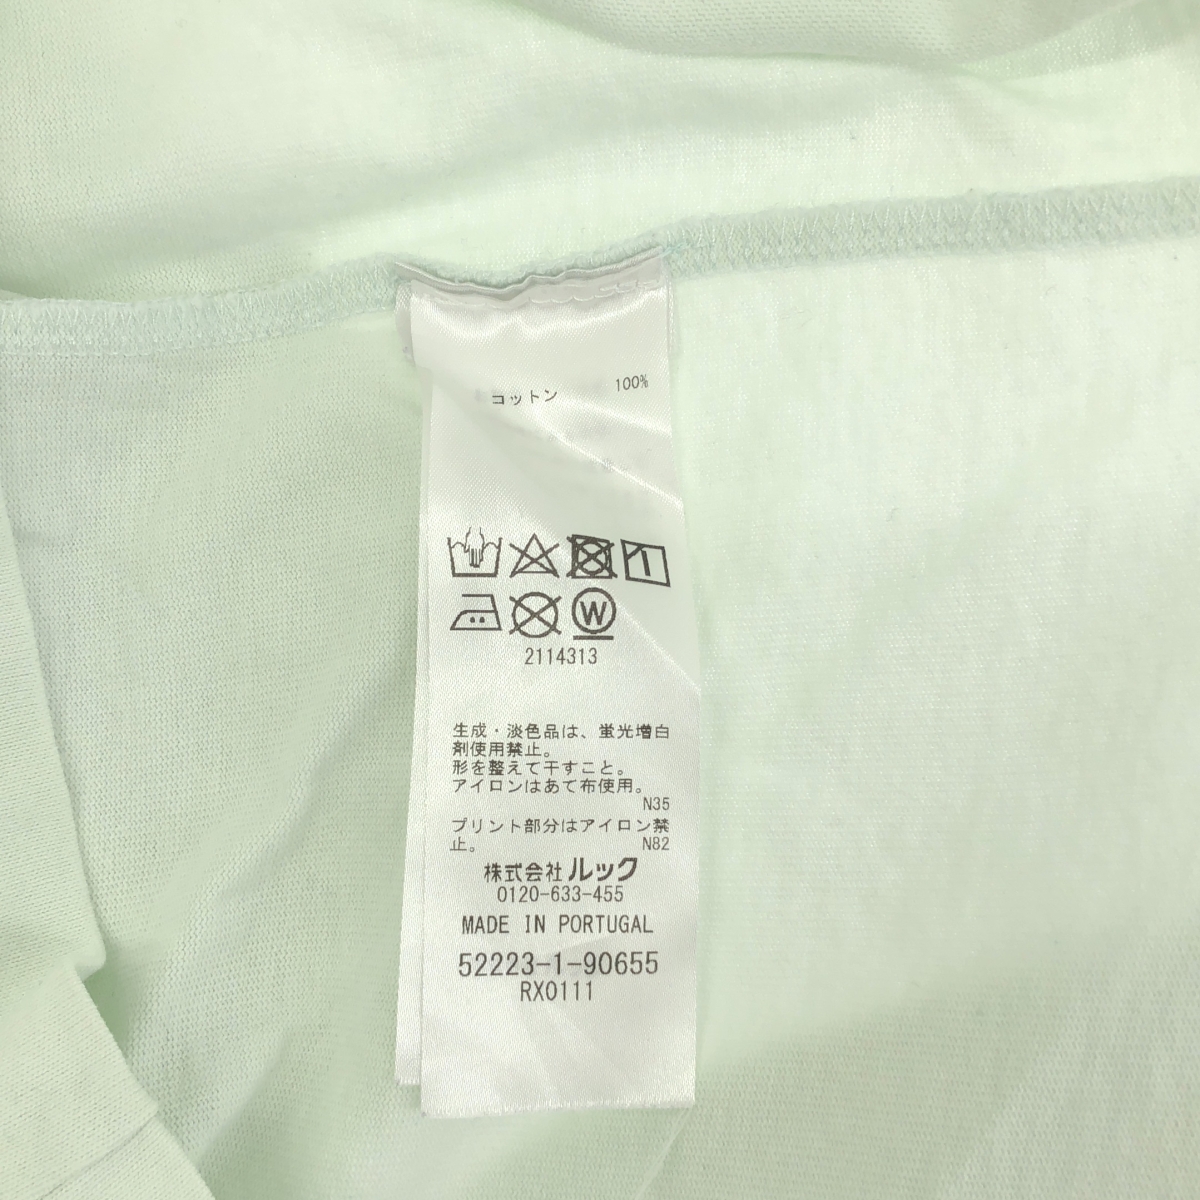 コットン 100%
W
2114313
生成・淡色品は、蛍光増白
剤使用禁止。
形を整えて干すこと。
アイロンはあて布使用。
N35
プリント部分はアイロン禁
止。 N82
株式会社ルック
0120-633-455
MADE IN PORTUGAL
52223-1-90655
RX0111